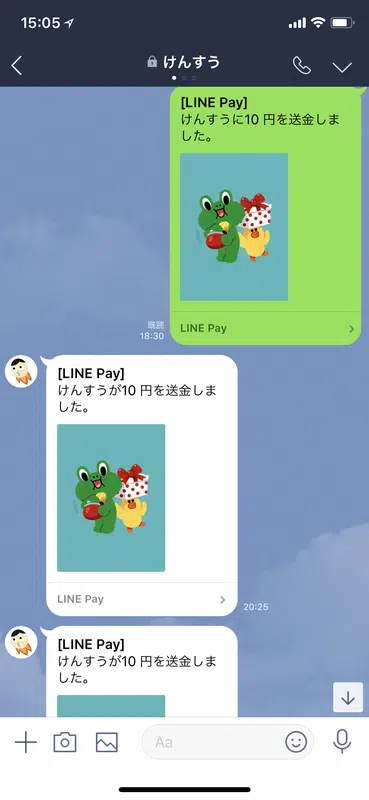 15:05
けんすう
[LINE Pay]
けんすうに10 円を送金しま
した。
LINE Pay
既読
18:30
[LINE Pay]
けんすうが10 円を送金しま
した。
LINE Pay
20:25
[LINE Pay]
けんすうが10 円を送金しま
した。
Aa